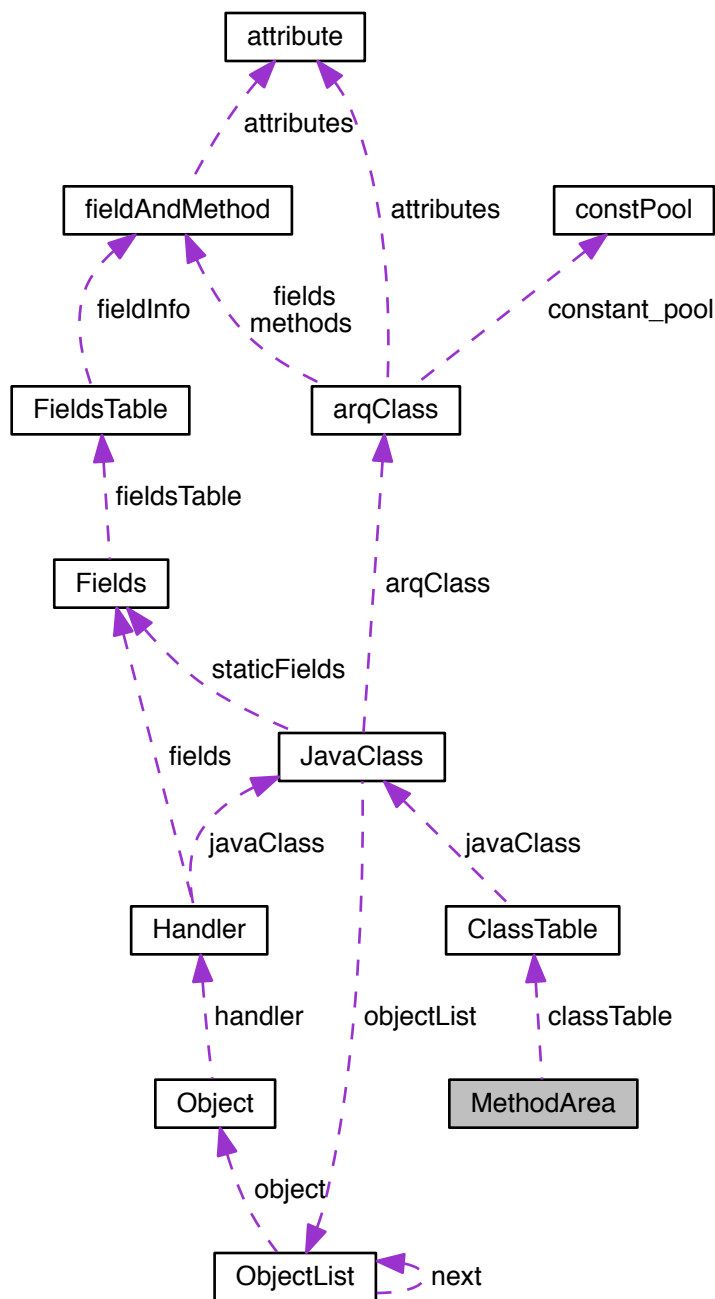 attribute
attributes
fieldAndMethod
attributes
constPool
fieldInfo
fields
methods
constant_pool
FieldsTable
arqClass
fieldsTable
Fields
arqClass
staticFields
fields
JavaClass
javaClass
javaClass
Handler
ClassTable
handler
objectList
classTable
Object
MethodArea
object
ObjectList
next